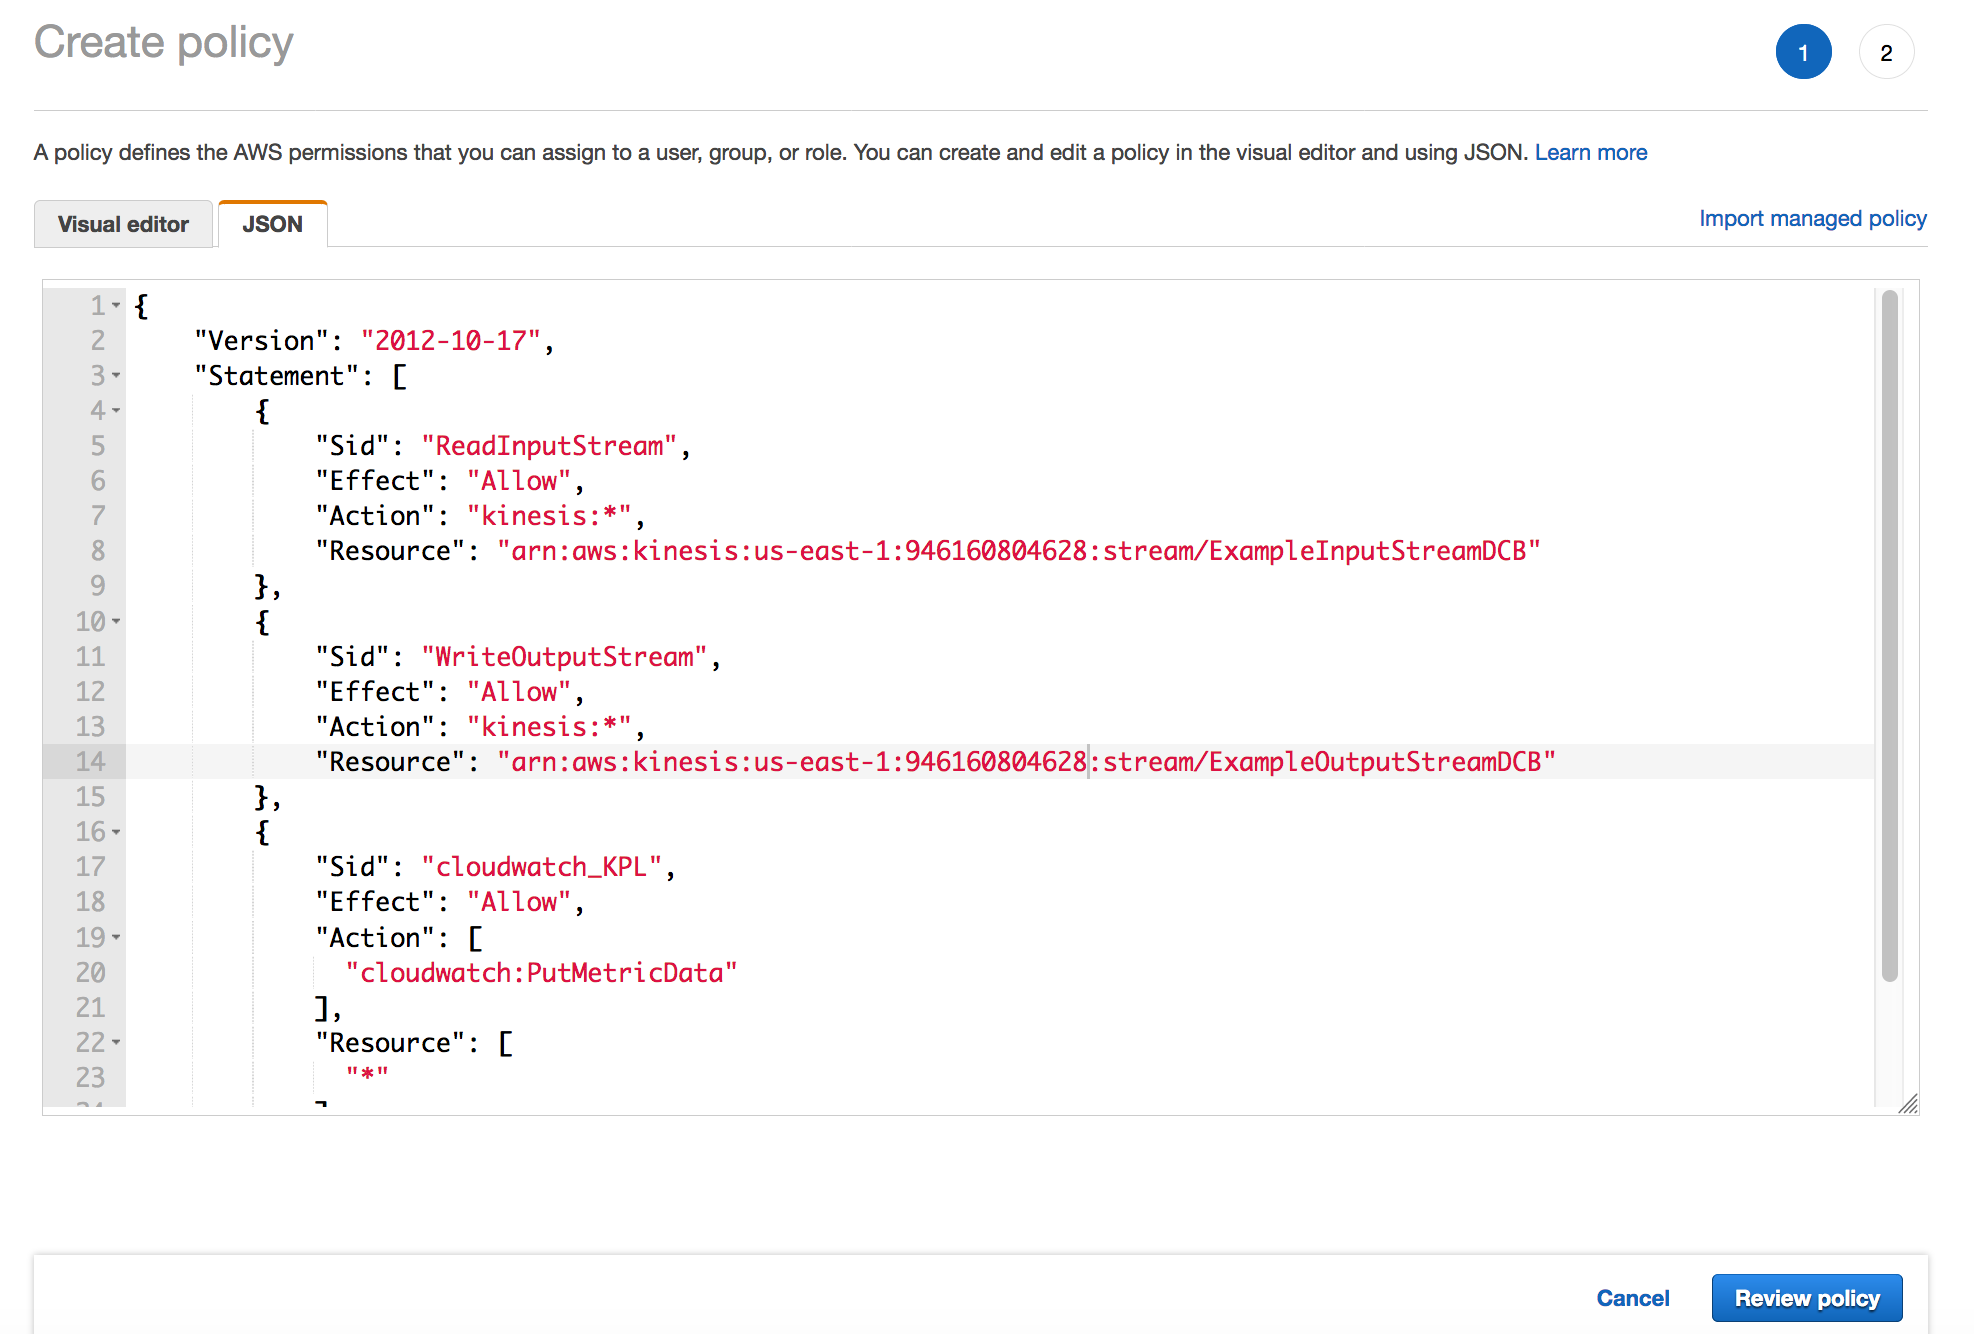 Create policy
1
2
A policy defines the AWS permissions that you can assign to a user, group, or role. You can create and edit a policy in the visual editor and using JSON. Learn more
Visual editor
JSON
Import managed policy
1 {
2 "Version": "2012-10-17",
3 "Statement": [
4 {
5 "Sid": "ReadInputStream",
6 "Effect": "Allow",
7 "Action": "kinesis:*",
8 "Resource": "arn:aws:kinesis:us-east-1:946160804628:stream/ExampleInputStreamDCB"
9 },
10 {
11 "Sid": "WriteOutputStream",
12 "Effect": "Allow",
13 "Action": "kinesis:*",
14 "Resource": "arn:aws:kinesis:us-east-1:946160804628:stream/ExampleOutputStreamDCB"
15 },
16 {
17 "Sid": "cloudwatch_KPL",
18 "Effect": "Allow",
19 "Action": [
20 "cloudwatch:PutMetricData"
21 ],
22 "Resource": [
23 "*"
Cancel
Review policy